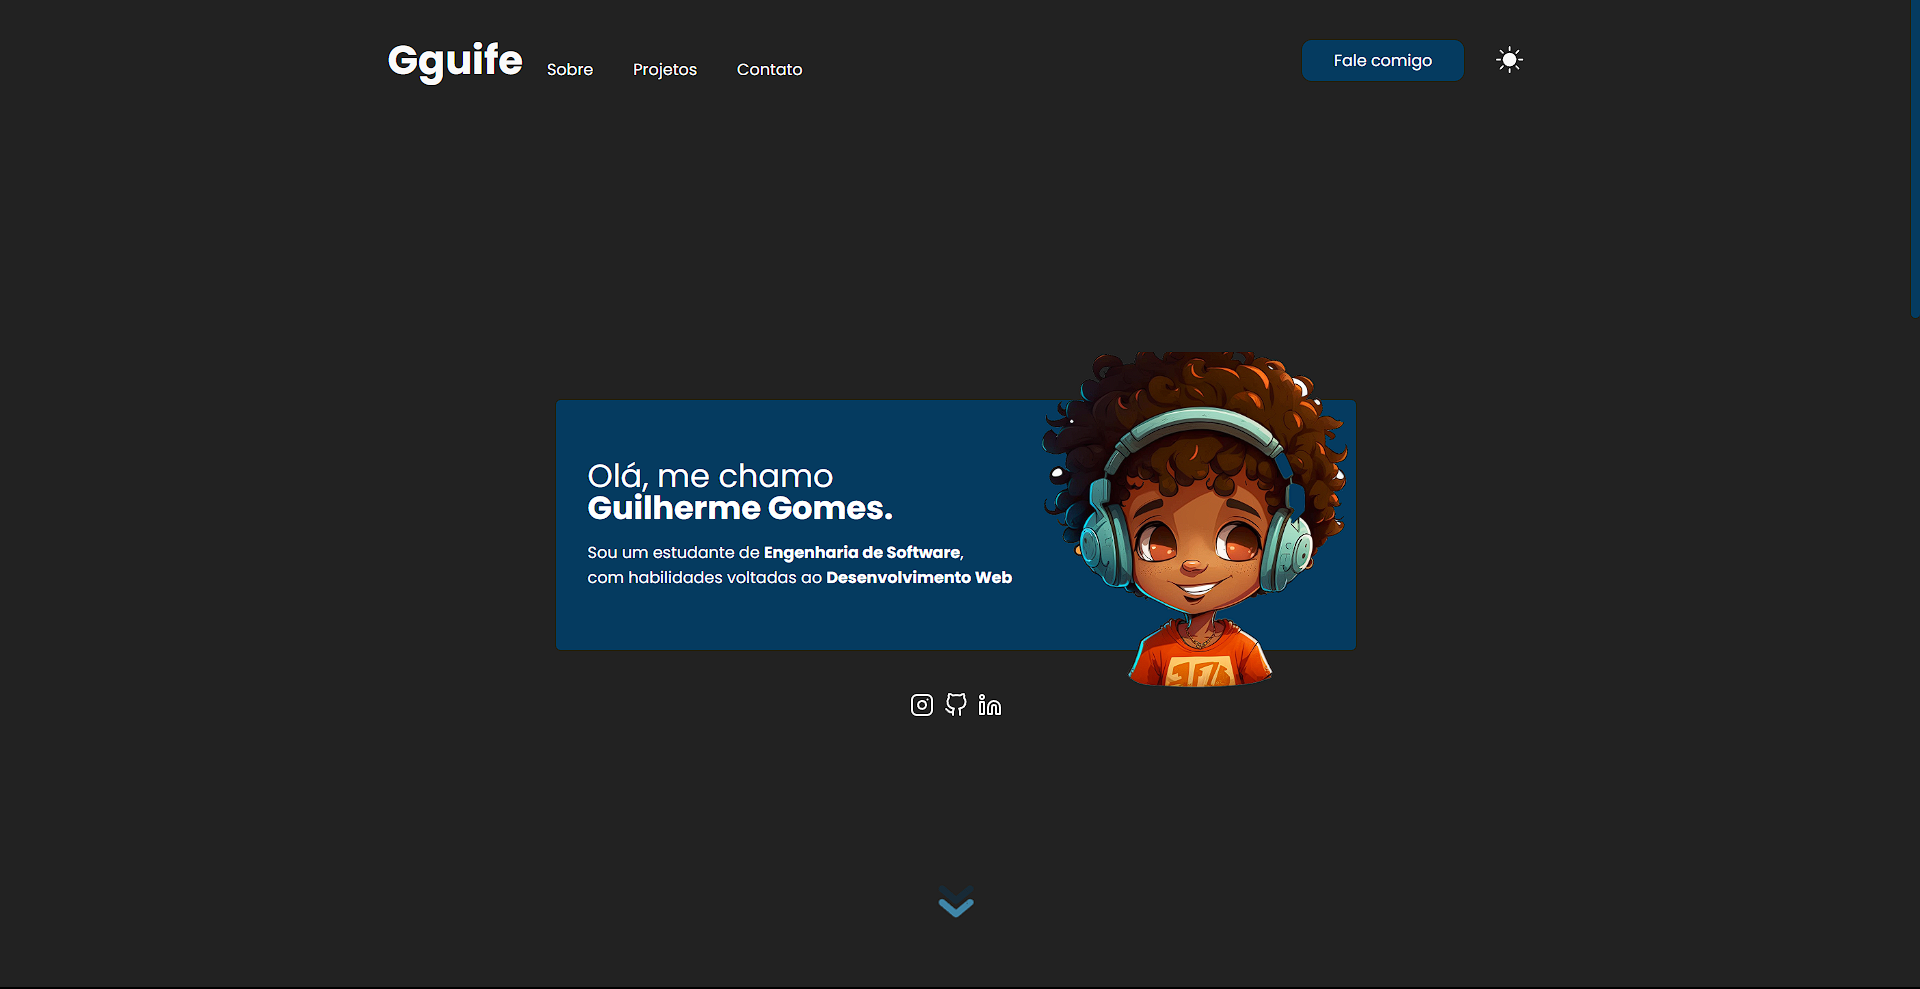 Gguife
Sobre
Projetos
Contato
Fale comigo
Olá, me chamo
Guilherme Gomes.
Sou um estudante de Engenharia de Software,
com habilidades voltadas ao Desenvolvimento Web